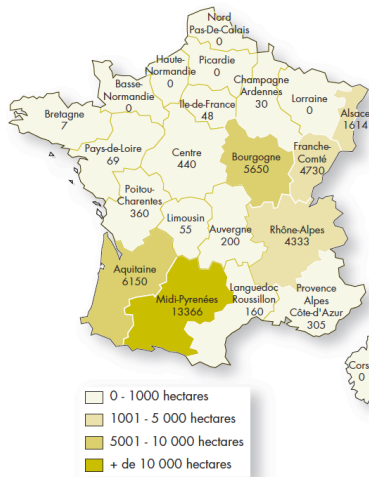 Nord
Pas-De-Calais
0
Haute-
Normandie
0
Picardie
0
Basse-
Normandie
0
Champagne
Ardennes
30
Lorraine
0
Alsace
1614
Île-de-France
48
Bretagne
7
Pays-de-Loire
69
Centre
440
Bourgogne
5650
Franche-
Comté
4730
Poitou-
Charentes
360
Limousin
55
Auvergne
200
Rhône-Alpes
4333
Aquitaine
6150
Midi-Pyrénées
13366
Languedoc
Roussillon
160
Provence
Alpes
Côte-d'Azur
305
Cors
0
0 - 1000 hectares
1001 - 5 000 hectares
5001 - 10 000 hectares
+ de 10 000 hectares